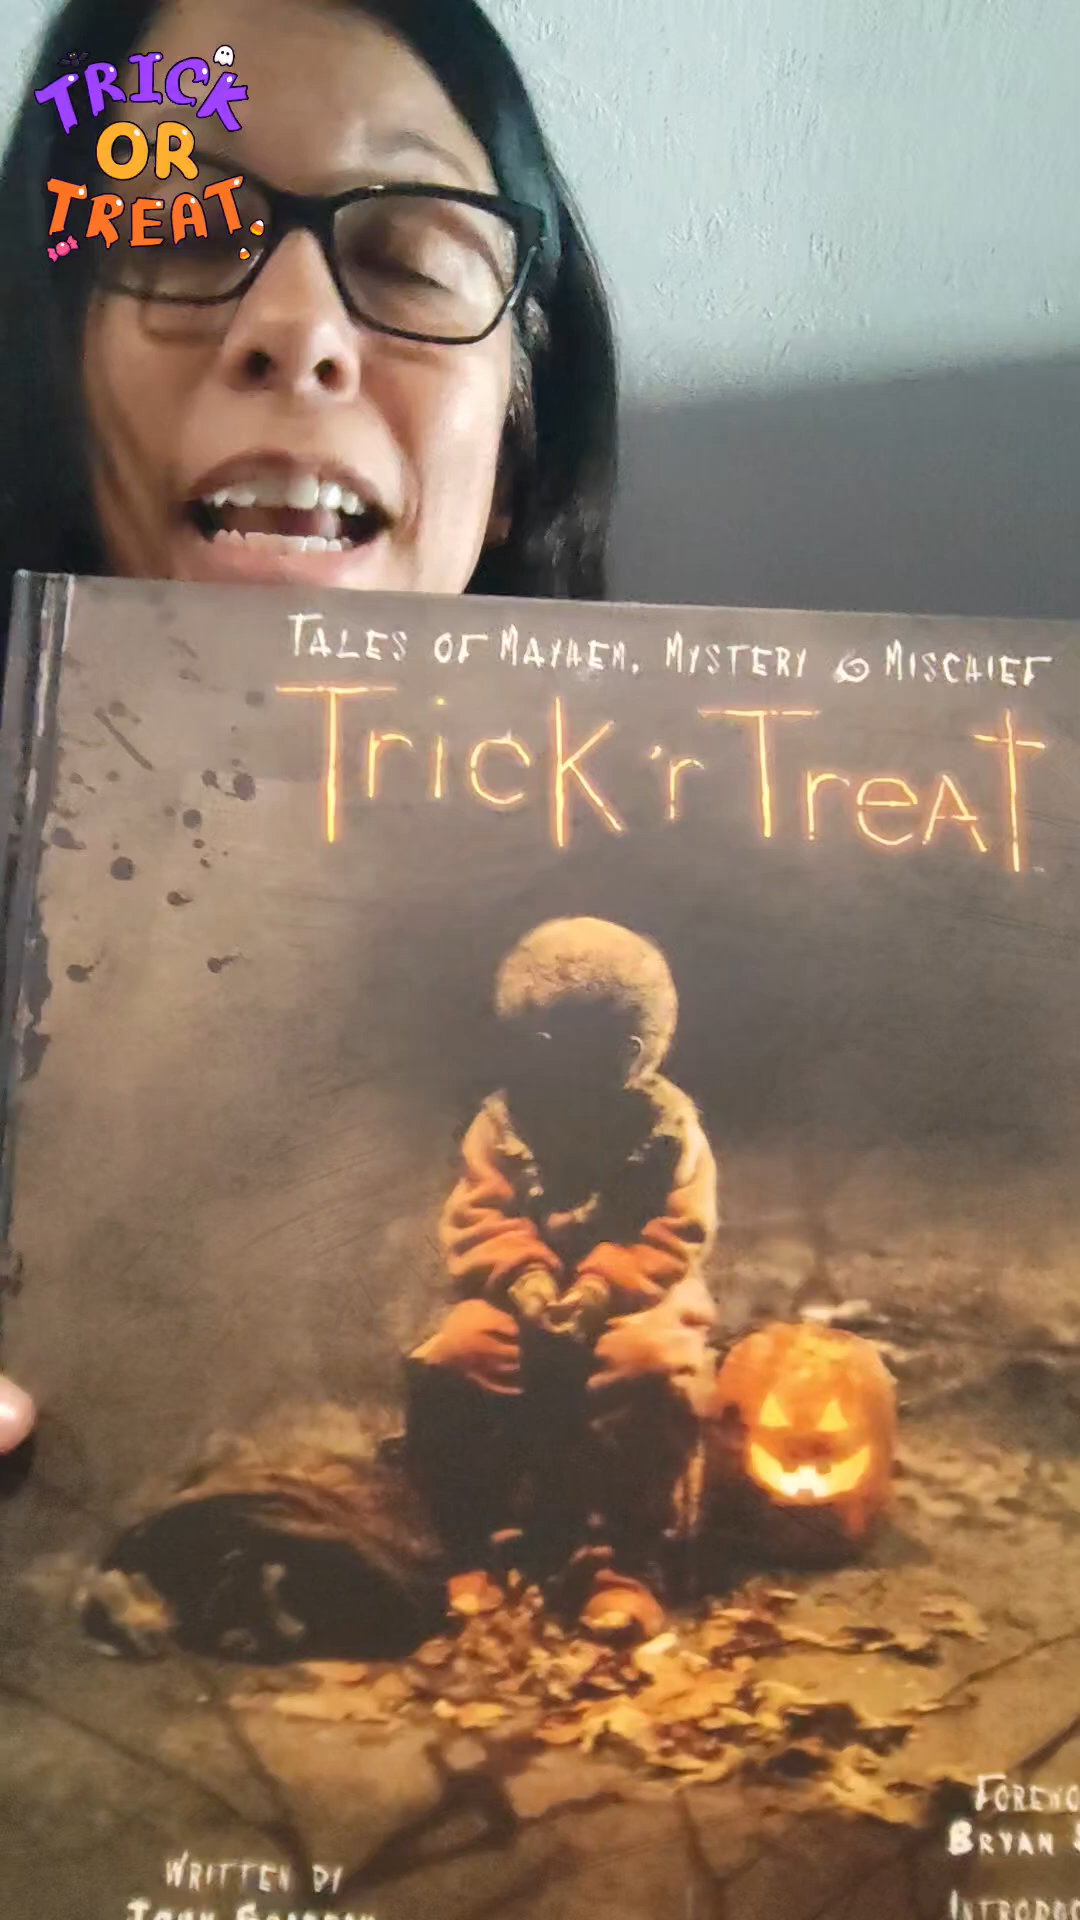 TRICK
OR
TREAT
TALES OF MAYHEM, MYSTERY & MISCHIEF
Trick 'r Treat
WRITTEN BY
BRYAN